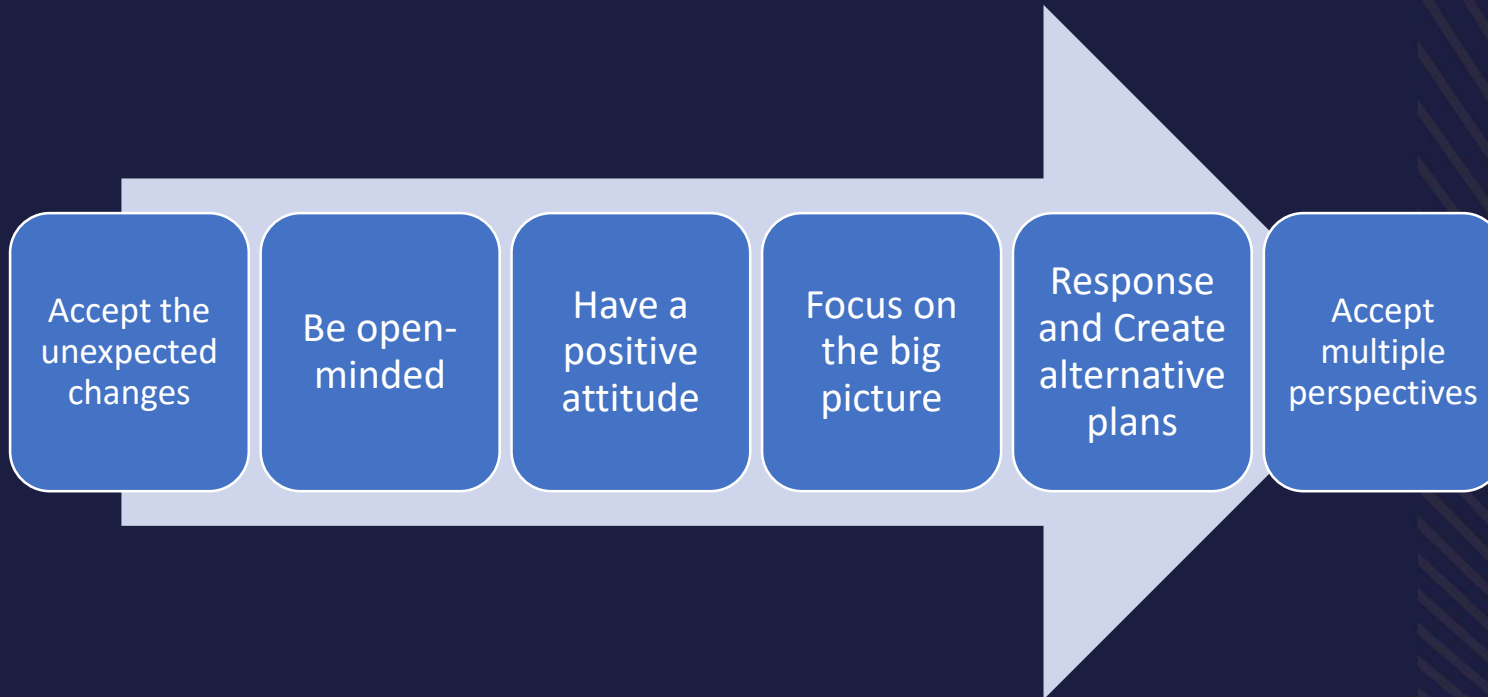 Accept the
unexpected
changes
Be open-
minded
Have a
positive
attitude
Focus on
the big
picture
Response
and Create
alternative
plans
Accept
multiple
perspectives